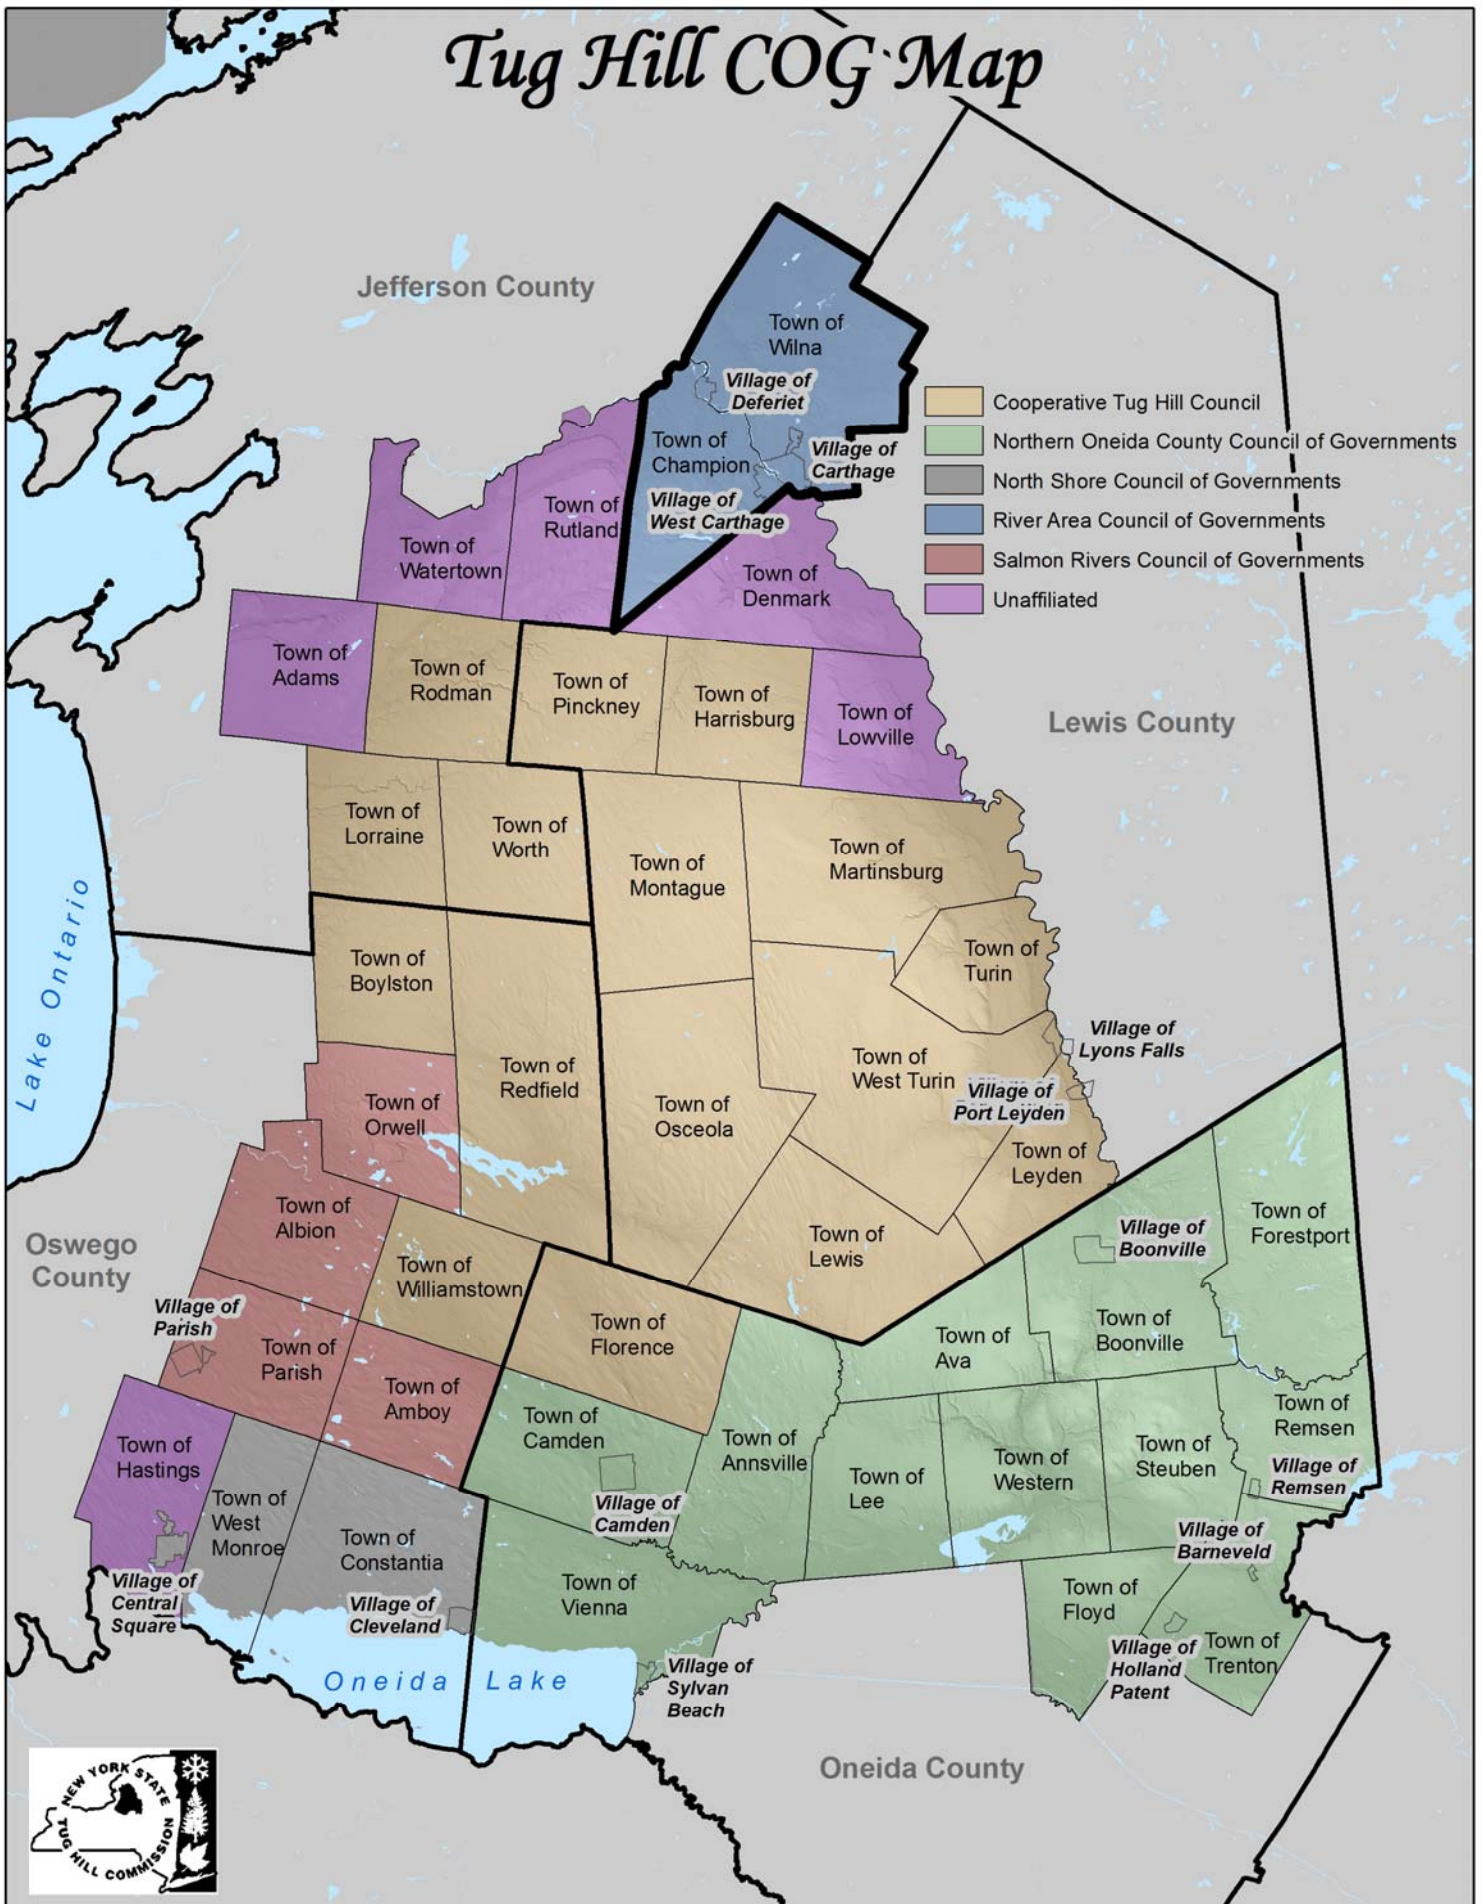 Tug Hill COG Map
Jefferson County
Town of
Wilna
Village of
Deferiet
Cooperative Tug Hill Council
Northern Oneida County Council of Governments
North Shore Council of Governments
River Area Council of Governments
Salmon Rivers Council of Governments
Unaffiliated
Town of
Champion
Village of
Carthage
Village of
West Carthage
Town of
Rutland
Town of
Watertown
Town of
Denmark
Town of
Adams
Town of
Rodman
Town of
Pinckney
Town of
Harrisburg
Town of
Lowville
Lewis County
Town of
Lorraine
Town of
Worth
Town of
Montague
Town of
Martinsburg
Lake Ontario
Town of
Boylston
Town of
Turin
Town of
Redfield
Town of
West Turin
Village of
Lyons Falls
Village of
Port Leyden
Town of
Orwell
Town of
Osceola
Town of
Leyden
Town of
Albion
Town of
Lewis
Village of
Boonville
Town of
Forestport
Oswego
County
Town of
Williamstown
Village of
Parish
Town of
Parish
Town of
Florence
Town of
Ava
Town of
Boonville
Town of
Amboy
Town of
Camden
Town of
Annsville
Town of
Remsen
Town of
Hastings
Town of
Lee
Town of
Western
Town of
Steuben
Village of
Remsen
Town of
West
Monroe
Village of
Camden
Town of
Constantia
Village of
Barneveld
Village of
Central
Square
Village of
Cleveland
Town of
Vienna
Town of
Floyd
Village of
Holland
Patent
Town of
Trenton
Oneida Lake
Village of
Sylvan
Beach
Oneida County
NEW YORK STATE
TUG HILL COMMISSION